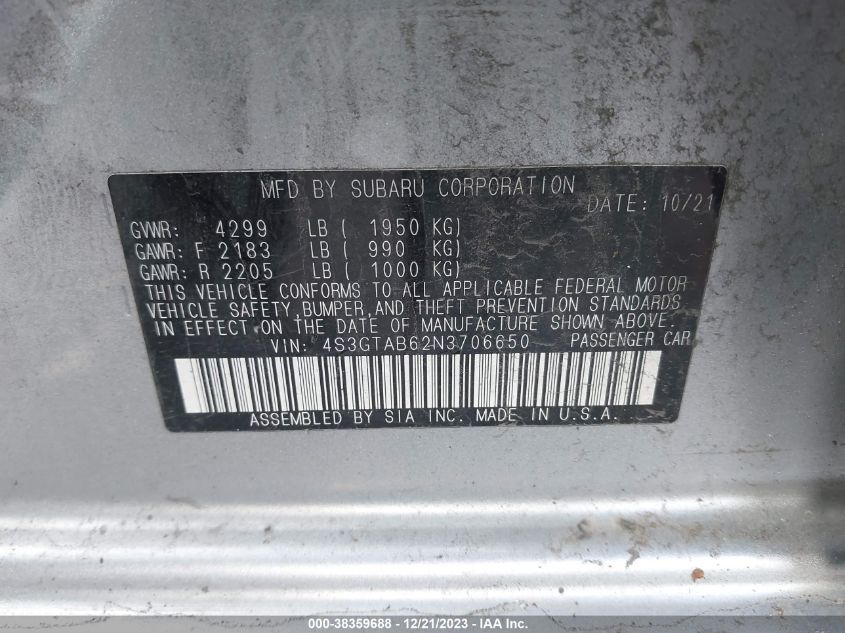 MFD BY SUBARU CORPORATION
DATE: 10/21
GVWR: 4299 LB ( 1950 KG)
GAWR: F 2183 LB ( 990 KG)
GAWR: R 2205 LB ( 1000 KG)
THIS VEHICLE CONFORMS TO ALL APPLICABLE FEDERAL MOTOR
VEHICLE SAFETY, BUMPER, AND THEFT PREVENTION STANDARDS
IN EFFECT ON THE DATE OF MANUFACTURE SHOWN ABOVE.
VIN: 4S3GTAB62N3706650 PASSENGER CAR
ASSEMBLED BY SIA INC. MADE IN U.S.A.
000-38359688 - 12/21/2023 - IAA Inc.